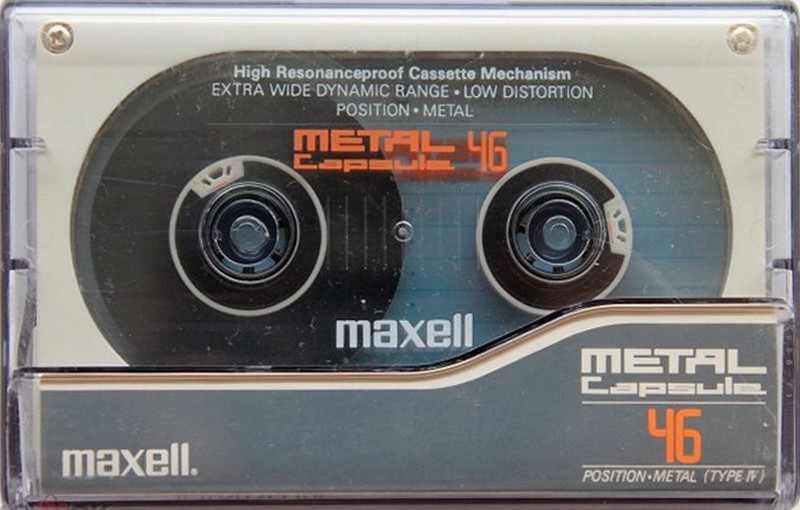 High Resonanceproof Cassette Mechanism
EXTRA WIDE DYNAMIC RANGE • LOW DISTORTION
POSITION • METAL
METAL 46
Capsule
maxell
METAL
Capsule
46
maxell.
POSITION•METAL (TYPE IV)